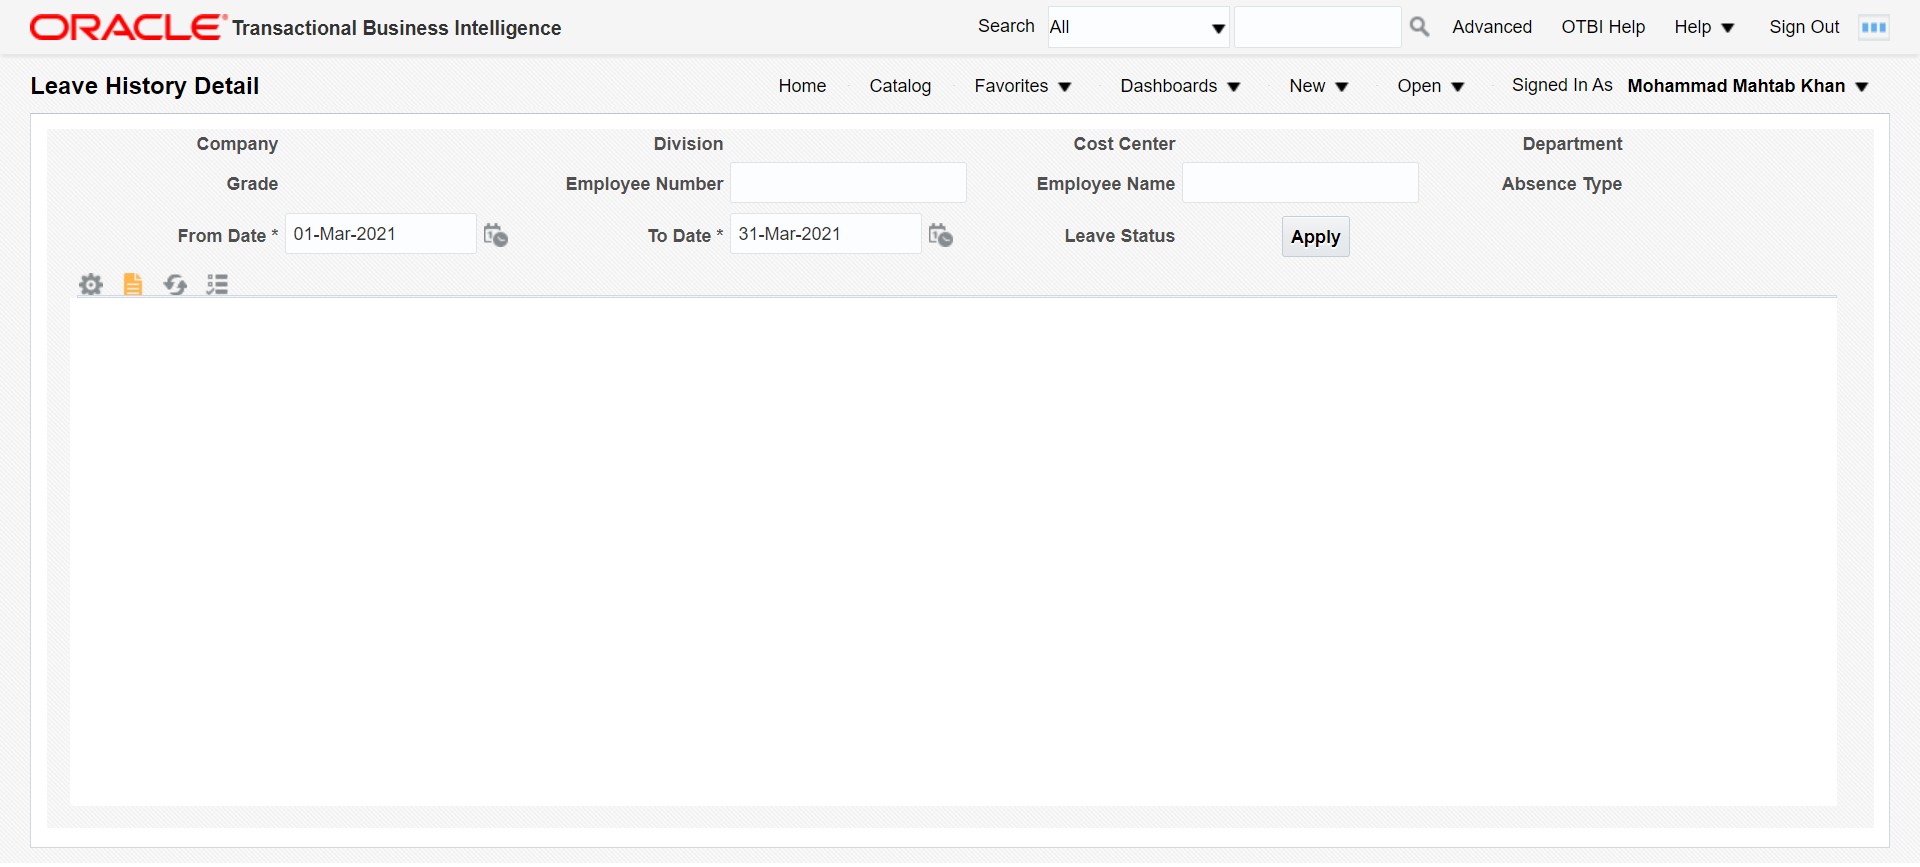 ORACLE Transactional Business Intelligence Search All Advanced OTBI Help Help Sign Out
Leave History Detail Home Catalog Favorites Dashboards New Open Signed In As Mohammad Mahtab Khan
Company Division Cost Center Department
Grade Employee Number Employee Name Absence Type
From Date * 01-Mar-2021 To Date * 31-Mar-2021 Leave Status Apply